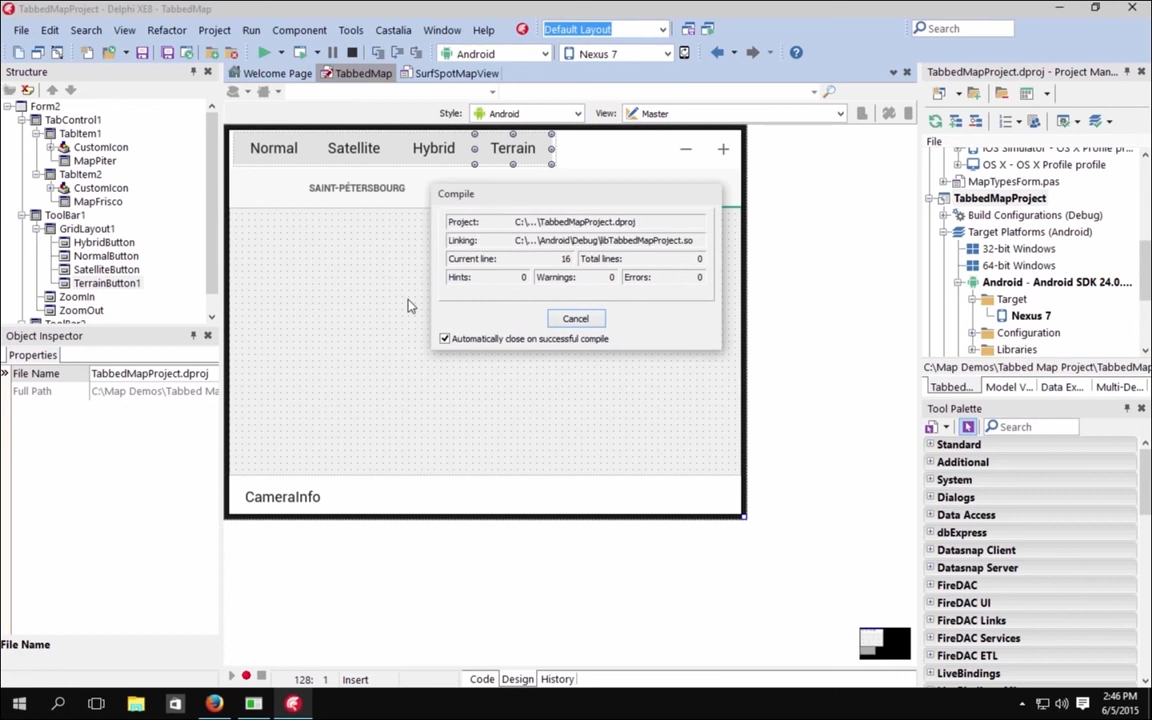 TabbedMapProject - Delphi XE8 - TabbedMap
File Edit Search View Refactor Project Run Component Tools Castalia Window Help Default Layout Search
Android Nexus 7
Structure
Form2
TabControl1
TabItem1
CustomIcon
MapPiter
TabItem2
CustomIcon
MapFrisco
ToolBar1
GridLayout1
HybridButton
NormalButton
SatelliteButton
TerrainButton1
ZoomIn
ZoomOut
Object Inspector
Properties
File Name TabbedMapProject.dproj
Full Path C:\Map Demos\Tabbed Ma
File Name
Welcome Page TabbedMap SurfSpotMapView
Style: Android View: Master
Normal Satellite Hybrid Terrain − +
SAINT-PÉTERSBOURG
Compile
Project: C:\...\TabbedMapProject.dproj
Linking: C:\...\Android\Debug\libTabbedMapProject.so
Current line: 16 Total lines: 0
Hints: 0 Warnings: 0 Errors: 0
Cancel
Automatically close on successful compile
CameraInfo
128: 1 Insert Code Design History
TabbedMapProject.dproj - Project Man...
File
OS X - OS X Profile profile
MapTypesForm.pas
TabbedMapProject
Build Configurations (Debug)
Target Platforms (Android)
32-bit Windows
64-bit Windows
Android - Android SDK 24.0....
Target
Nexus 7
Configuration
Libraries
C:\Map Demos\Tabbed Map Project\TabbedMap
Tabbed... Model V... Data Ex... Multi-De...
Tool Palette
Search
Standard
Additional
System
Dialogs
Data Access
dbExpress
Datasnap Client
Datasnap Server
FireDAC
FireDAC UI
FireDAC Links
FireDAC Services
FireDAC ETL
LiveBindings
2:46 PM
6/5/2015